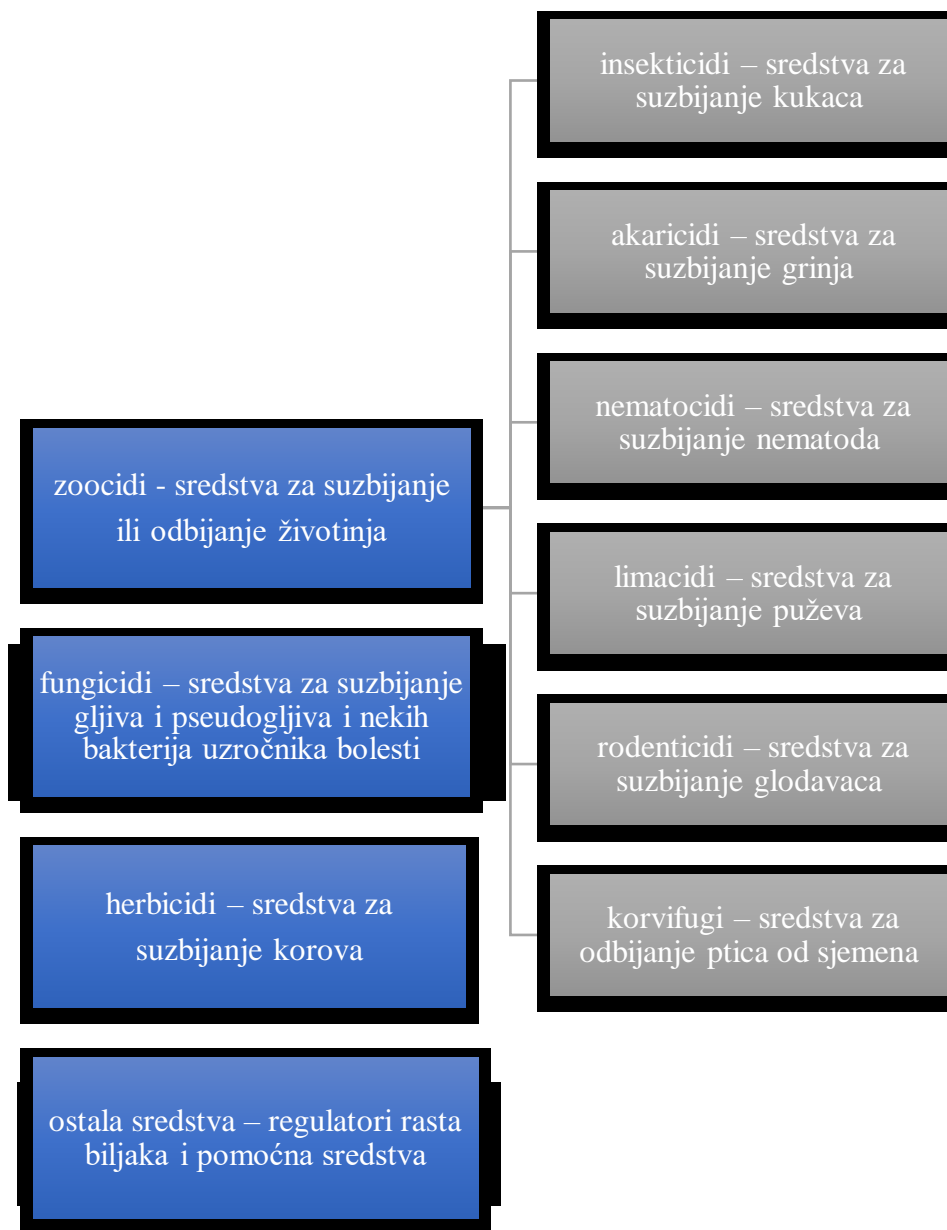 zoocidi - sredstva za suzbijanje
ili odbijanje životinja
fungicidi – sredstva za suzbijanje
gljiva i pseudogljiva i nekih
bakterija uzročnika bolesti
herbicidi – sredstva za
suzbijanje korova
ostala sredstva – regulatori rasta
biljaka i pomoćna sredstva
insekticidi – sredstva za
suzbijanje kukaca
akaricidi – sredstva za
suzbijanje grinja
nematocidi – sredstva za
suzbijanje nematoda
limacidi – sredstva za
suzbijanje puževa
rodenticidi – sredstva za
suzbijanje glodavaca
korvifugi – sredstva za
odbijanje ptica od sjemena